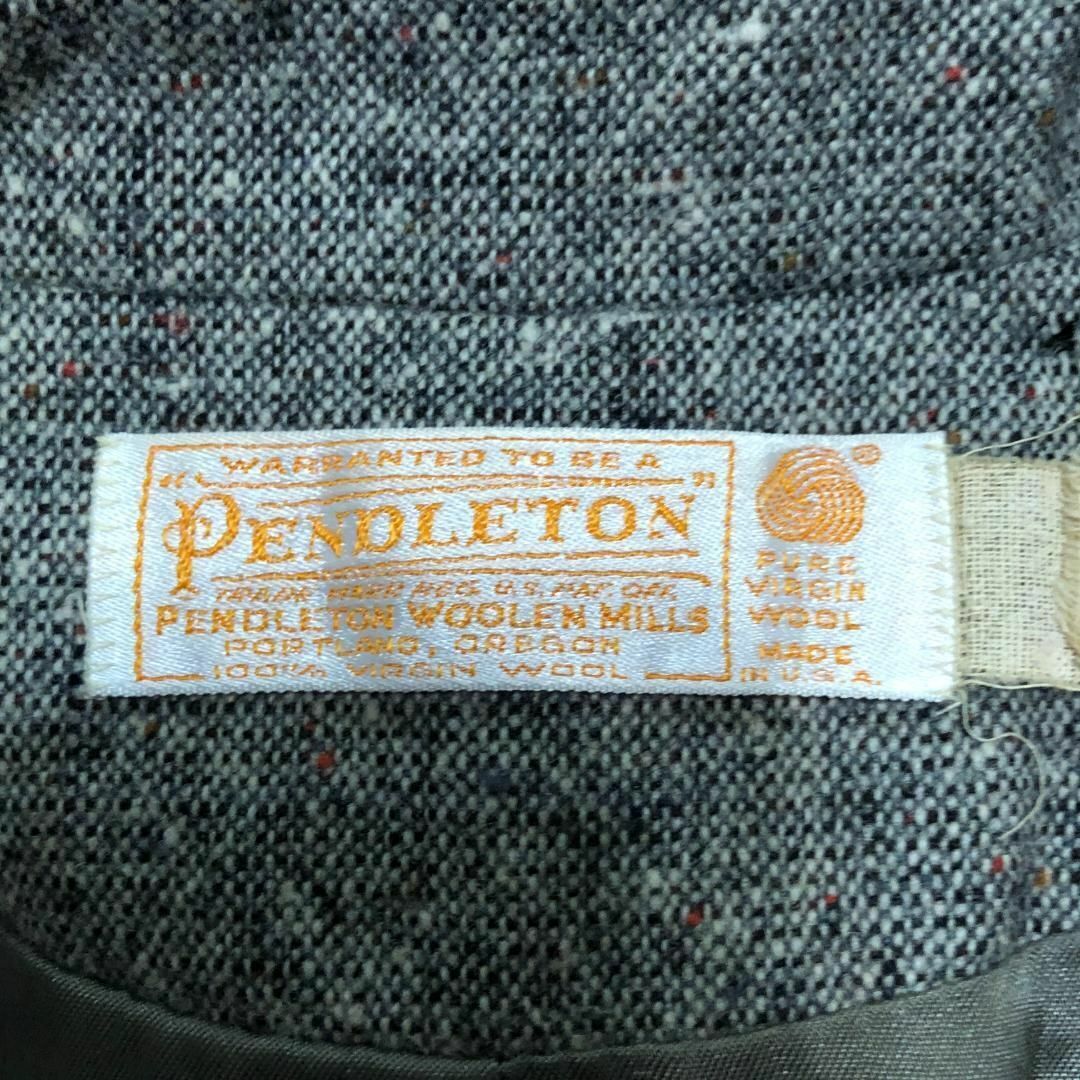 WARRANTED TO BE A
"PENDLETON"
TRADE MARK REG. U.S. PAT. OFF.
PENDLETON WOOLEN MILLS
PORTLAND, OREGON
100% VIRGIN WOOL
®
PURE
VIRGIN
WOOL
MADE
IN U.S.A.